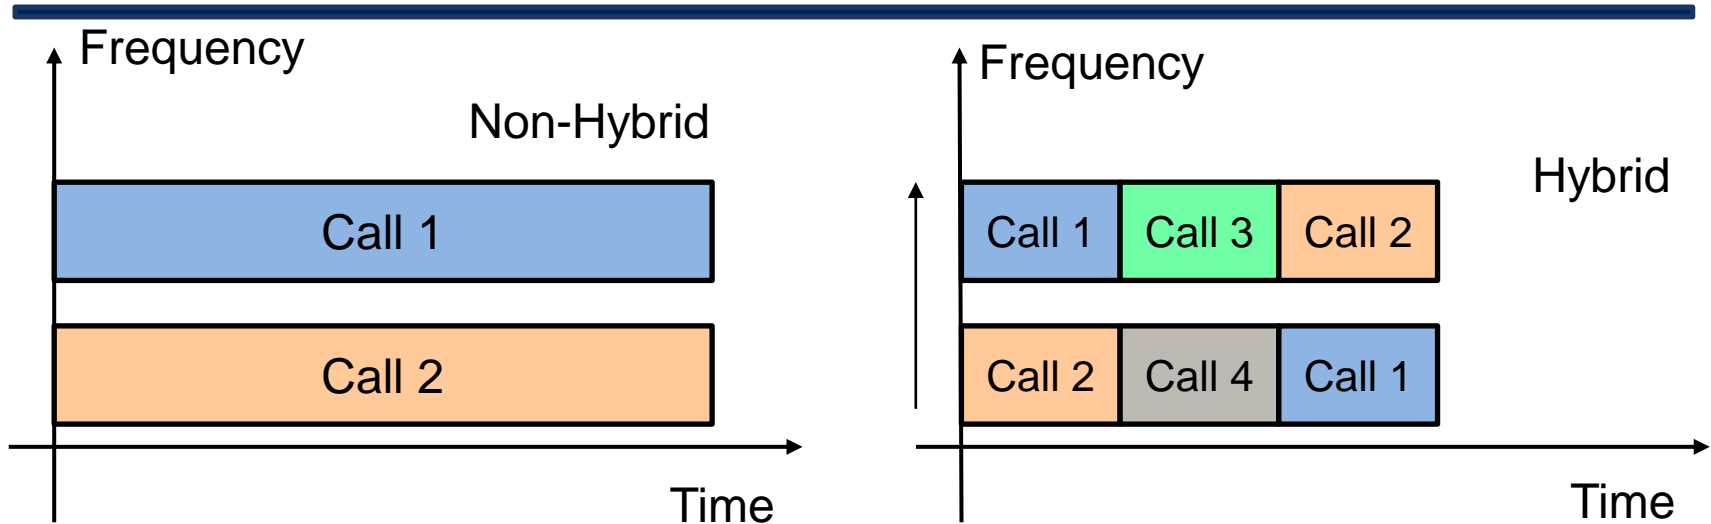 Frequency
Non-Hybrid
Call 1
Call 2
Time
Frequency
Hybrid
Call 1 Call 3 Call 2
Call 2 Call 4 Call 1
Time